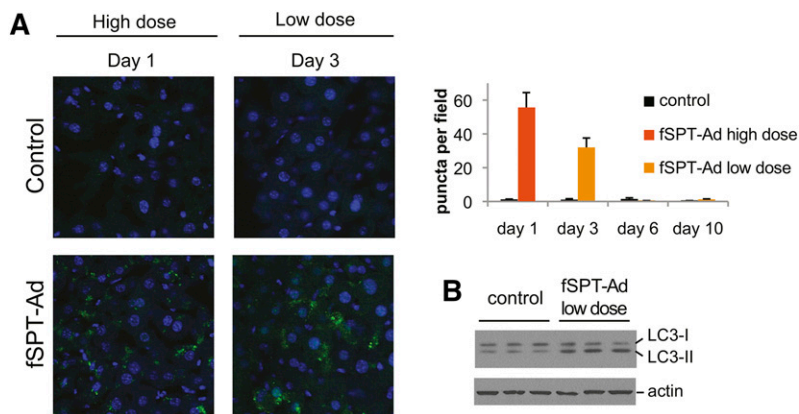 A
High dose
Low dose
Day 1
Day 3
Control
fSPT-Ad
puncta per field
60
40
20
0
day 1
day 3
day 6
day 10
control
fSPT-Ad high dose
fSPT-Ad low dose
B
control
fSPT-Ad
low dose
LC3-I
LC3-II
actin